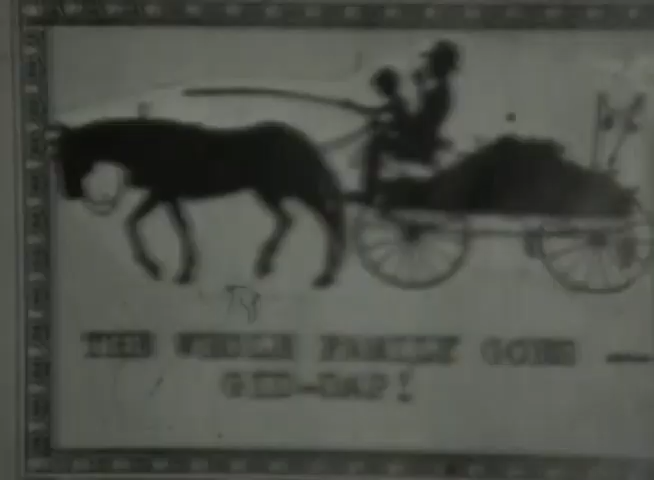 THE WHOLE FAMILY GOES —
GID-DAP!